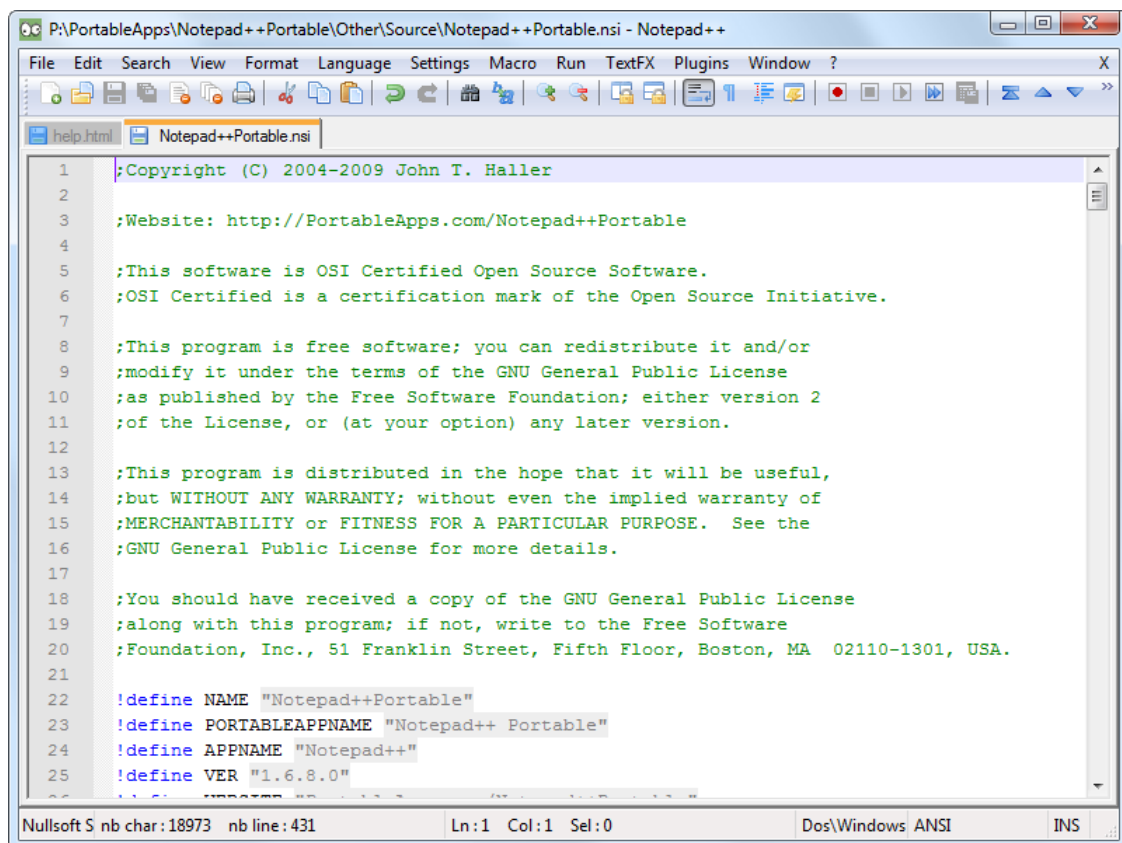 P:\PortableApps\Notepad++Portable\Other\Source\Notepad++Portable.nsi - Notepad++
File Edit Search View Format Language Settings Macro Run TextFX Plugins Window ? X
help.html Notepad++Portable.nsi
1 ;Copyright (C) 2004-2009 John T. Haller
2
3 ;Website: http://PortableApps.com/Notepad++Portable
4
5 ;This software is OSI Certified Open Source Software.
6 ;OSI Certified is a certification mark of the Open Source Initiative.
7
8 ;This program is free software; you can redistribute it and/or
9 ;modify it under the terms of the GNU General Public License
10 ;as published by the Free Software Foundation; either version 2
11 ;of the License, or (at your option) any later version.
12
13 ;This program is distributed in the hope that it will be useful,
14 ;but WITHOUT ANY WARRANTY; without even the implied warranty of
15 ;MERCHANTABILITY or FITNESS FOR A PARTICULAR PURPOSE.  See the
16 ;GNU General Public License for more details.
17
18 ;You should have received a copy of the GNU General Public License
19 ;along with this program; if not, write to the Free Software
20 ;Foundation, Inc., 51 Franklin Street, Fifth Floor, Boston, MA  02110-1301, USA.
21
22 !define NAME "Notepad++Portable"
23 !define PORTABLEAPPNAME "Notepad++ Portable"
24 !define APPNAME "Notepad++"
25 !define VER "1.6.8.0"
Nullsoft S nb char : 18973 nb line : 431 Ln : 1 Col : 1 Sel : 0 Dos\Windows ANSI INS